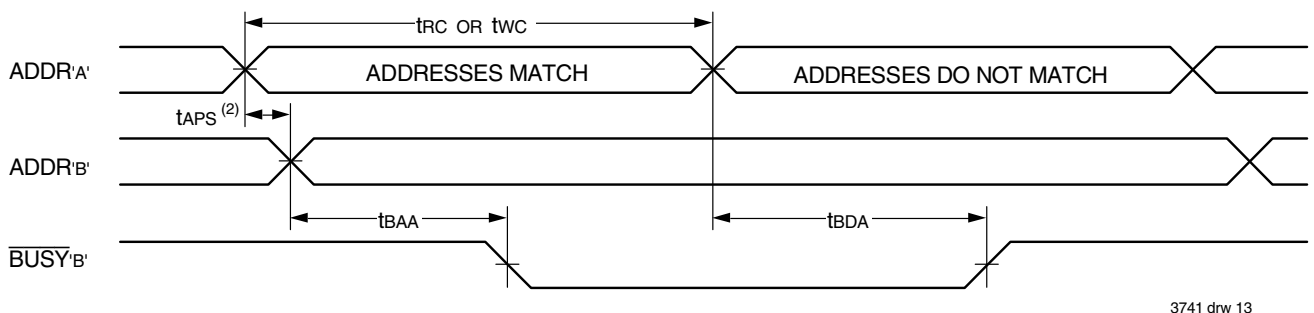 tRC OR tWC
ADDR'A'
ADDRESSES MATCH
ADDRESSES DO NOT MATCH
tAPS (2)
ADDR'B'
tBAA
tBDA
BUSY'B'
3741 drw 13